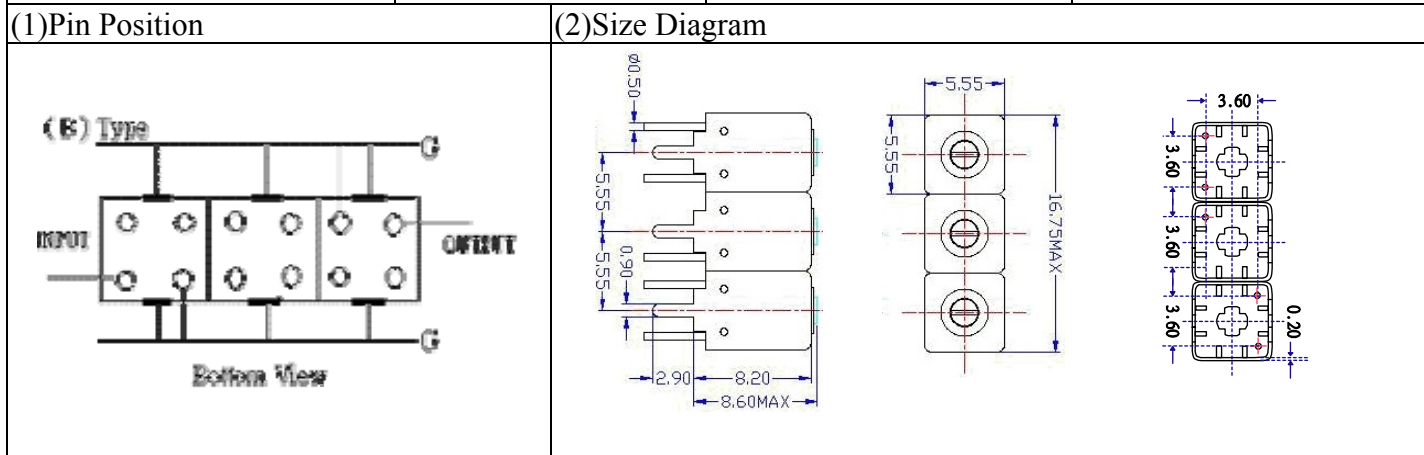 (1)Pin Position
(2)Size Diagram
(B) Type
G
INPUT
OUTPUT
G
Bottom View
ø0.50
5.55
5.55
0.90
2.90
8.20
8.60MAX
5.55
5.55
16.75MAX
3.60
3.60
3.60
3.60
0.20